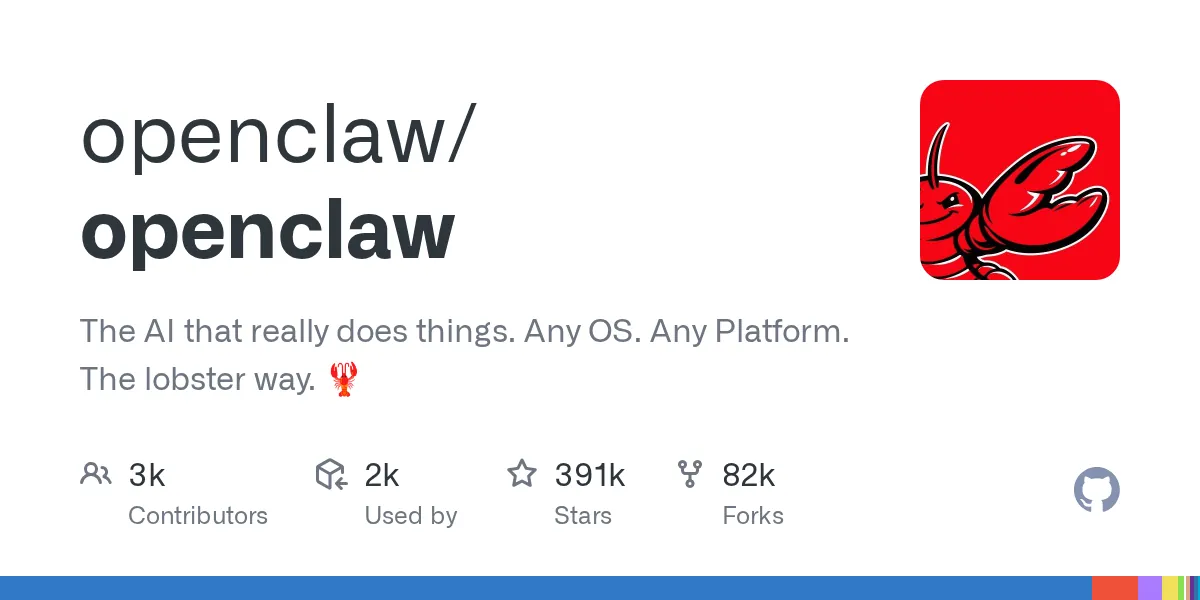 openclaw/
openclaw
The AI that really does things. Any OS. Any Platform.
The lobster way. 🦞
3k
Contributors
2k
Used by
391k
Stars
82k
Forks